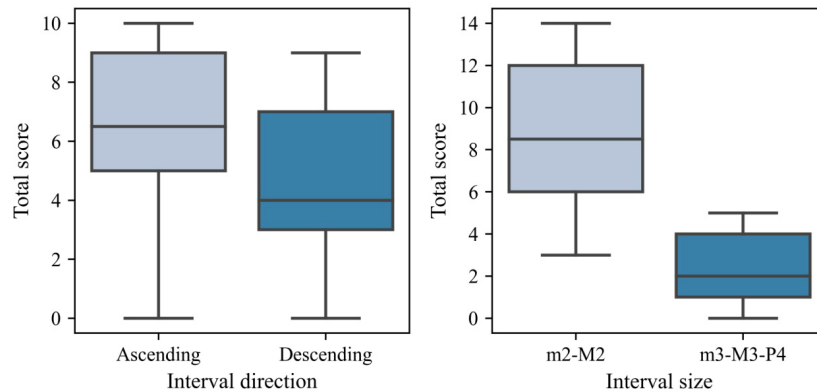 Total score
10
8
6
4
2
0
Ascending
Descending
Interval direction
Total score
14
12
10
8
6
4
2
0
m2-M2
m3-M3-P4
Interval size